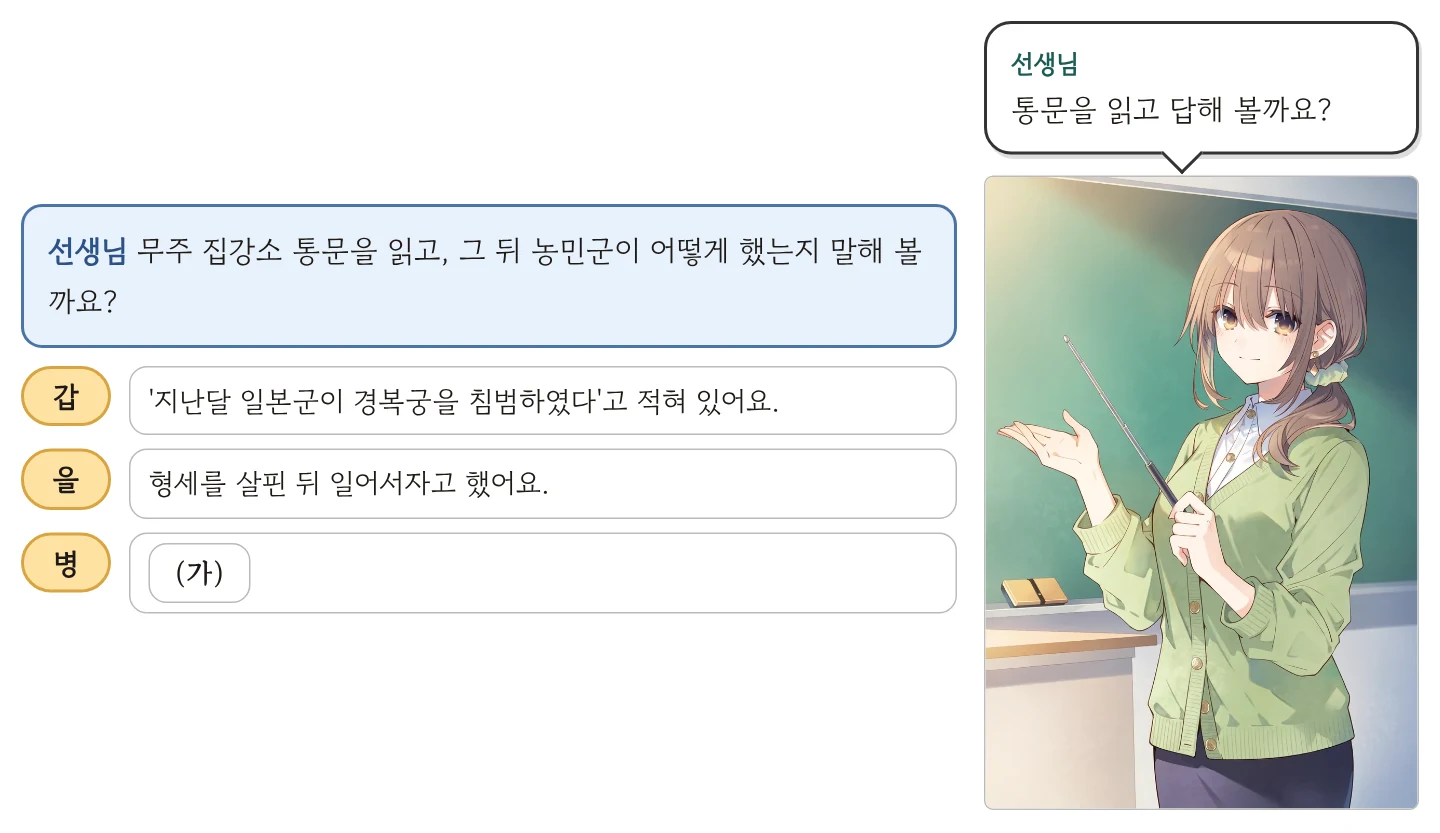 선생님
통문을 읽고 답해 볼까요?
선생님 무주 집강소 통문을 읽고, 그 뒤 농민군이 어떻게 했는지 말해 볼
까요?
갑
'지난달 일본군이 경복궁을 침범하였다'고 적혀 있어요.
을
형세를 살핀 뒤 일어서자고 했어요.
병
(가)